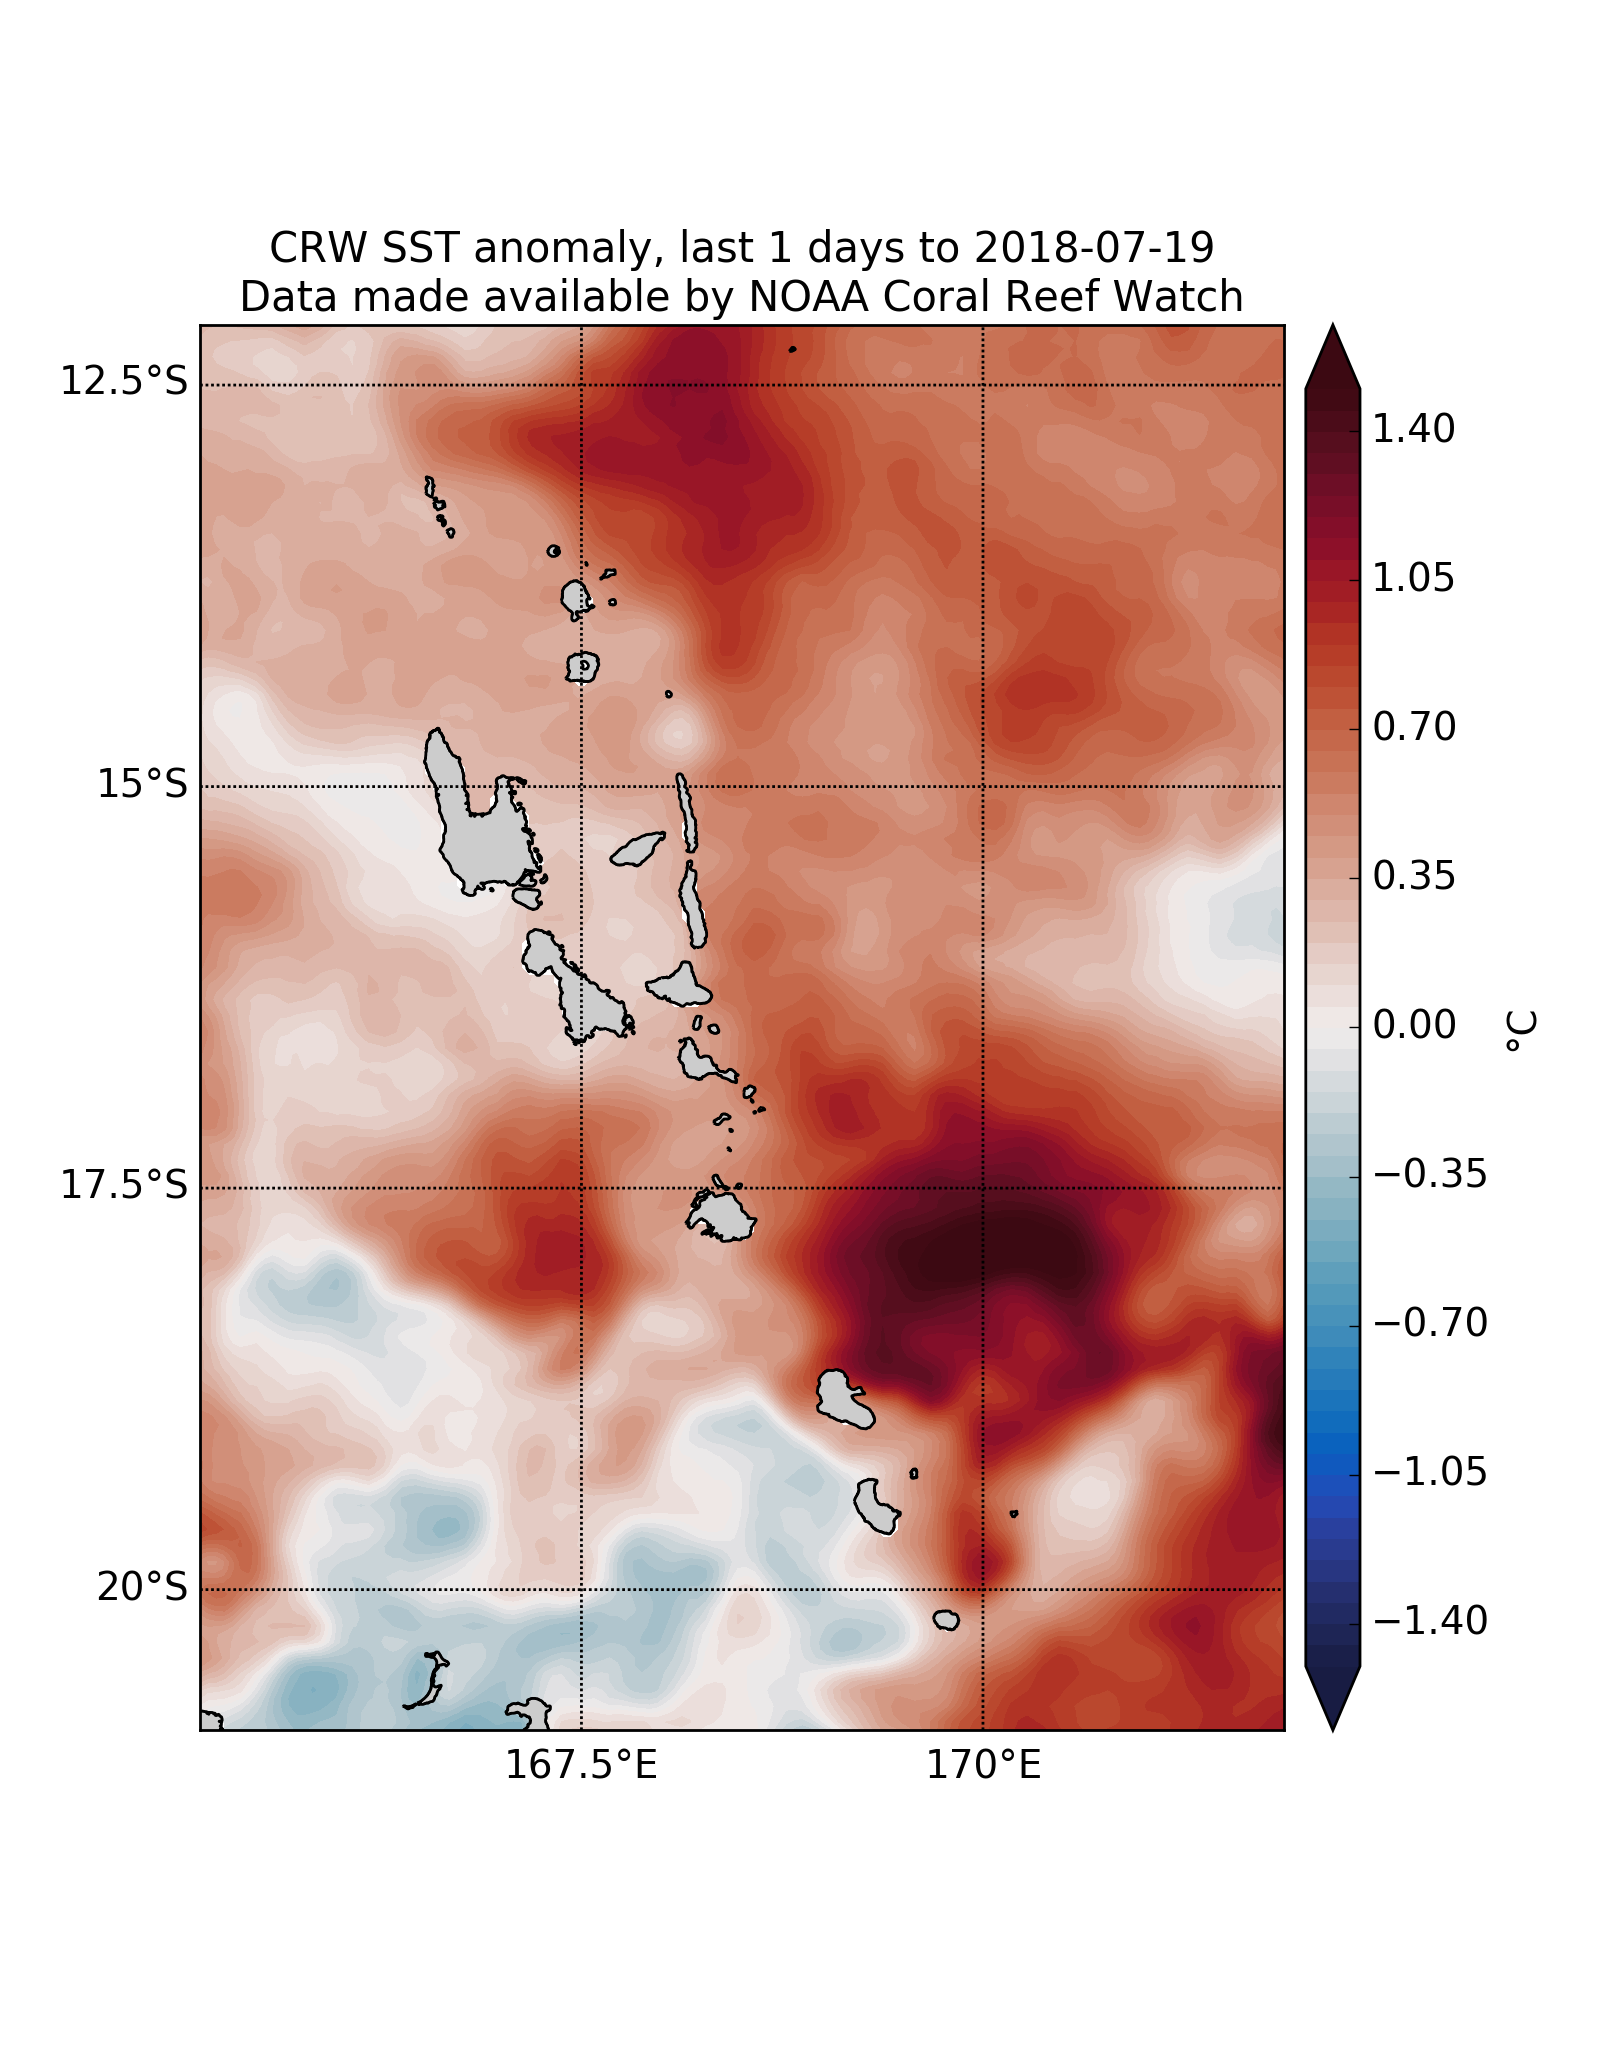 CRW SST anomaly, last 1 days to 2018-07-19
Data made available by NOAA Coral Reef Watch
12.5°S
15°S
17.5°S
20°S
167.5°E
170°E
1.40
1.05
0.70
0.35
0.00
−0.35
−0.70
−1.05
−1.40
°C